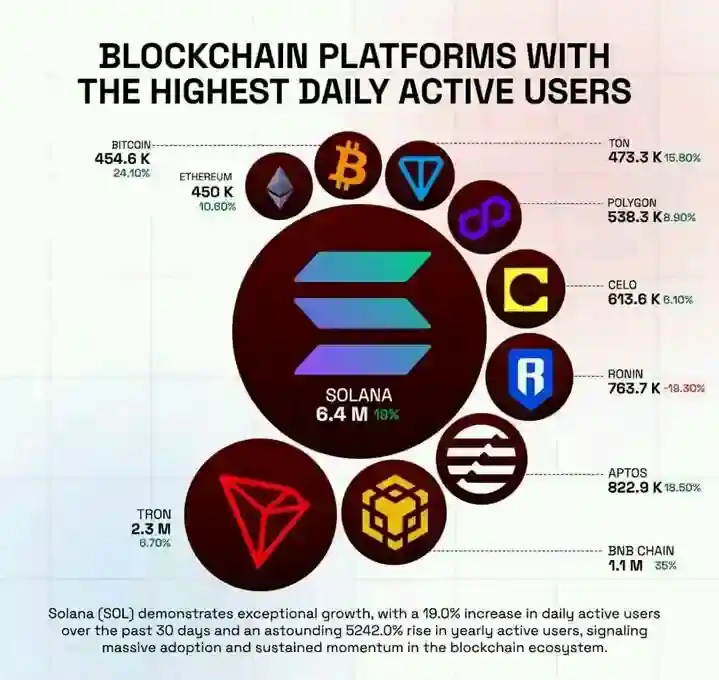 BLOCKCHAIN PLATFORMS WITH
THE HIGHEST DAILY ACTIVE USERS
BITCOIN
454.6 K
24.10%
ETHEREUM
450 K
10.60%
TON
473.3 K 15.80%
POLYGON
538.3 K 8.90%
CELO
613.6 K 6.10%
RONIN
763.7 K -19.30%
APTOS
822.9 K 18.50%
BNB CHAIN
1.1 M 35%
SOLANA
6.4 M 19%
TRON
2.3 M
6.70%
Solana (SOL) demonstrates exceptional growth, with a 19.0% increase in daily active users
over the past 30 days and an astounding 5242.0% rise in yearly active users, signaling
massive adoption and sustained momentum in the blockchain ecosystem.